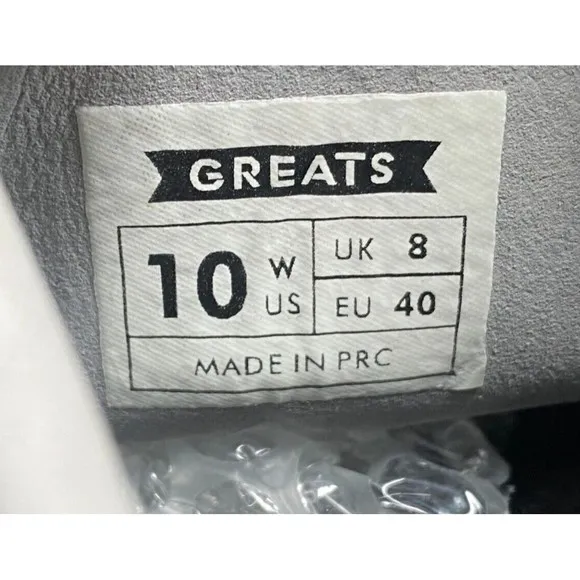 GREATS
10 W US
UK 8
EU 40
MADE IN PRC